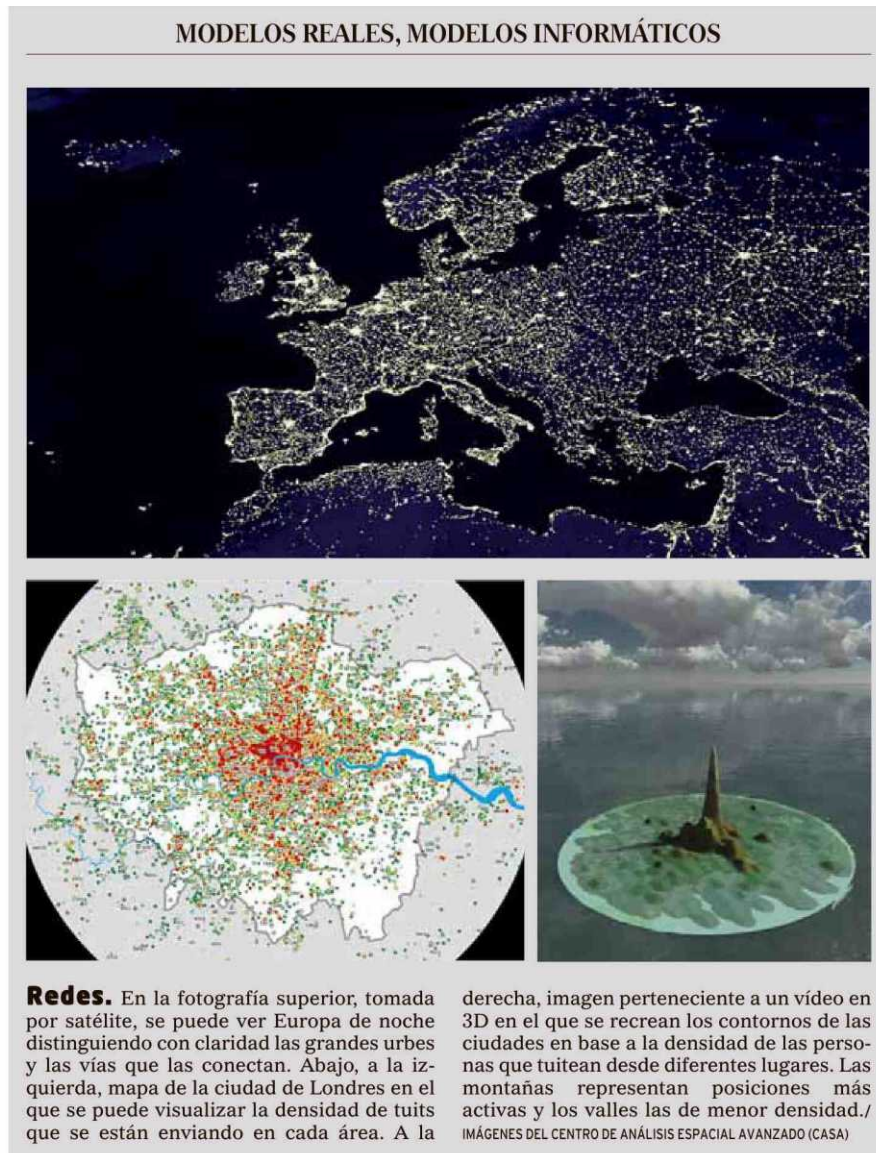 MODELOS REALES, MODELOS INFORMÁTICOS
Redes. En la fotografía superior, tomada
por satélite, se puede ver Europa de noche
distinguiendo con claridad las grandes urbes
y las vías que las conectan. Abajo, a la iz-
quierda, mapa de la ciudad de Londres en el
que se puede visualizar la densidad de tuits
que se están enviando en cada área. A la
derecha, imagen perteneciente a un vídeo en
3D en el que se recrean los contornos de las
ciudades en base a la densidad de las perso-
nas que tuitean desde diferentes lugares. Las
montañas representan posiciones más
activas y los valles las de menor densidad./
IMÁGENES DEL CENTRO DE ANÁLISIS ESPACIAL AVANZADO (CASA)